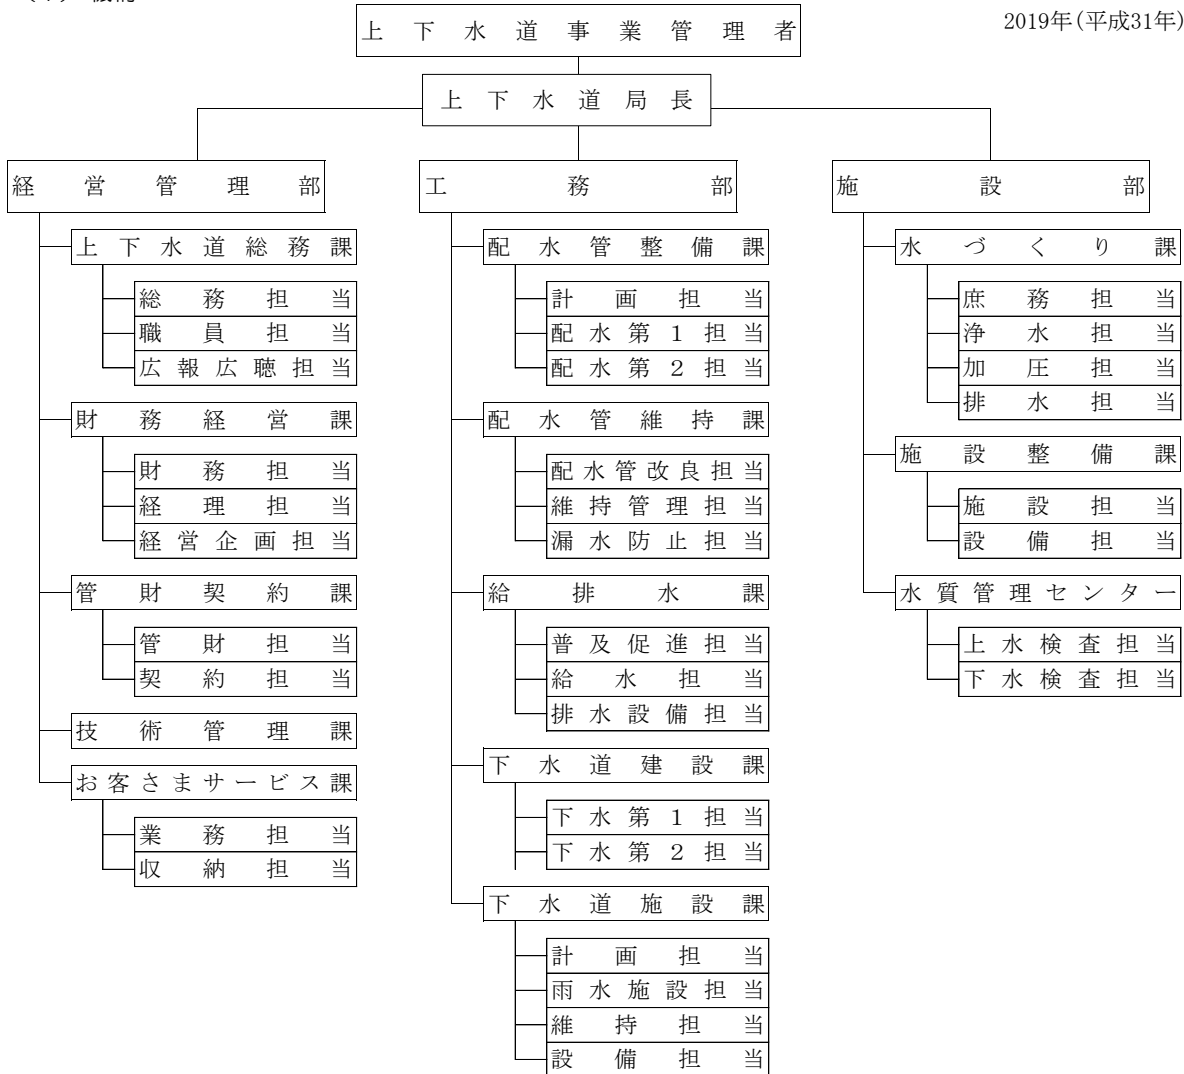 2019年(平成31年)
上下水道事業管理者
上下水道局長
経営管理部
上下水道総務課
総務担当
職員担当
広報広聴担当
財務経営課
財務担当
経理担当
経営企画担当
管財契約課
管財担当
契約担当
技術管理課
お客さまサービス課
業務担当
収納担当
工務部
配水管整備課
計画担当
配水第1担当
配水第2担当
配水管維持課
配水管改良担当
維持管理担当
漏水防止担当
給排水課
普及促進担当
給水担当
排水設備担当
下水道建設課
下水第1担当
下水第2担当
下水道施設課
計画担当
雨水施設担当
維持担当
設備担当
施設部
水づくり課
庶務担当
浄水担当
加圧担当
排水担当
施設整備課
施設担当
設備担当
水質管理センター
上水検査担当
下水検査担当